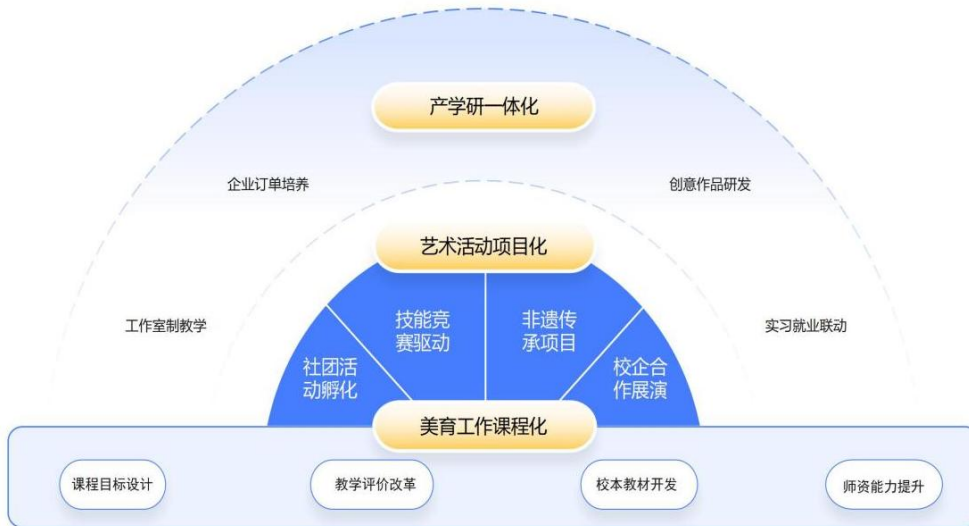 产学研一体化
企业订单培养
创意作品研发
艺术活动项目化
工作室制教学
实习就业联动
技能竞
赛驱动
非遗传
承项目
社团活
动孵化
校企合
作展演
美育工作课程化
课程目标设计
教学评价改革
校本教材开发
师资能力提升